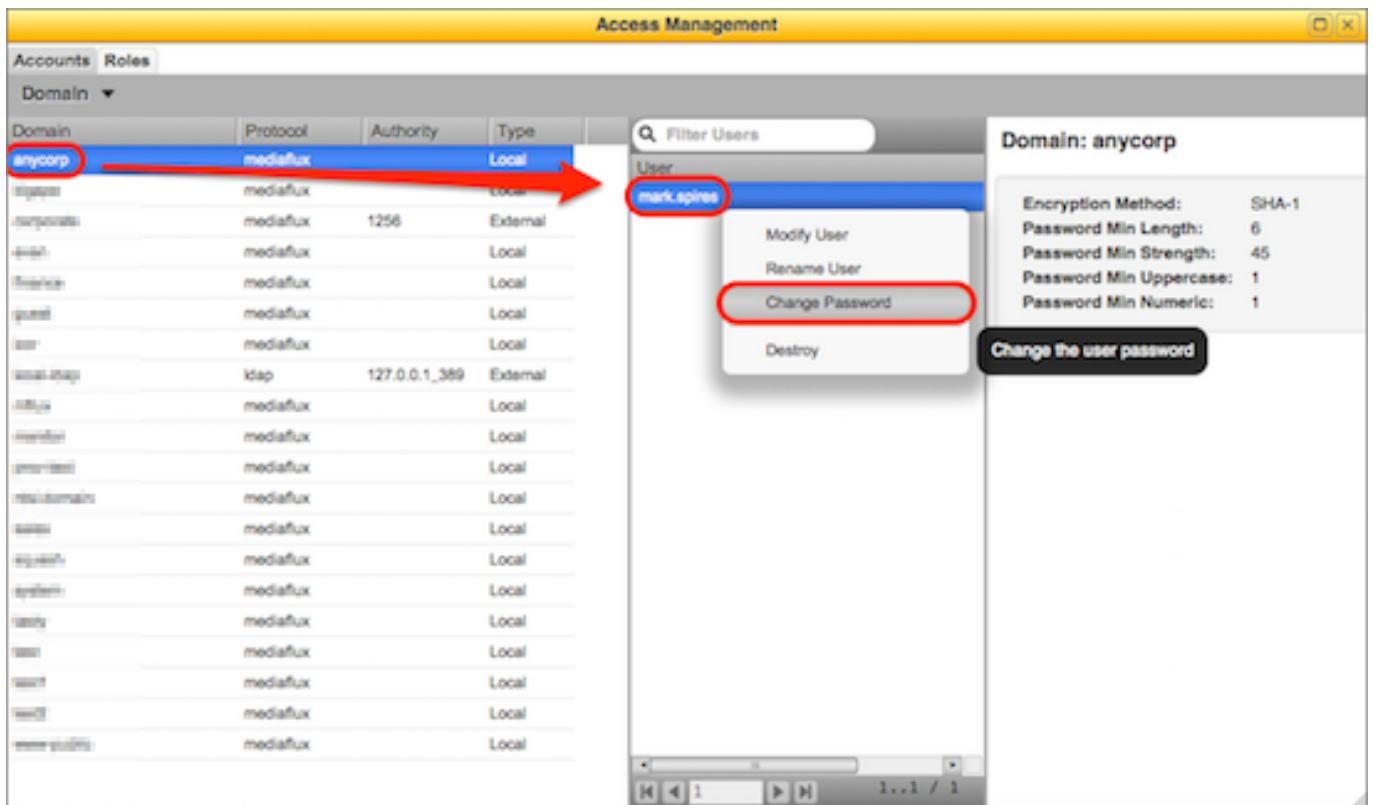 Access Management
Accounts Roles
Domain
Domain Protocol Authority Type
anycorp mediaflux Local
mediaflux Local
mediaflux 1256 External
mediaflux Local
finance mediaflux Local
guest mediaflux Local
mediaflux Local
ldap 127.0.0.1_389 External
mediaflux Local
mediaflux Local
mediaflux Local
mediaflux Local
mediaflux Local
mediaflux Local
system mediaflux Local
mediaflux Local
mediaflux Local
mediaflux Local
mediaflux Local
mediaflux Local
Filter Users
User
mark.spires
Modify User
Rename User
Change Password
Destroy
Change the user password
1 1..1 / 1
Domain: anycorp
Encryption Method: SHA-1
Password Min Length: 6
Password Min Strength: 45
Password Min Uppercase: 1
Password Min Numeric: 1